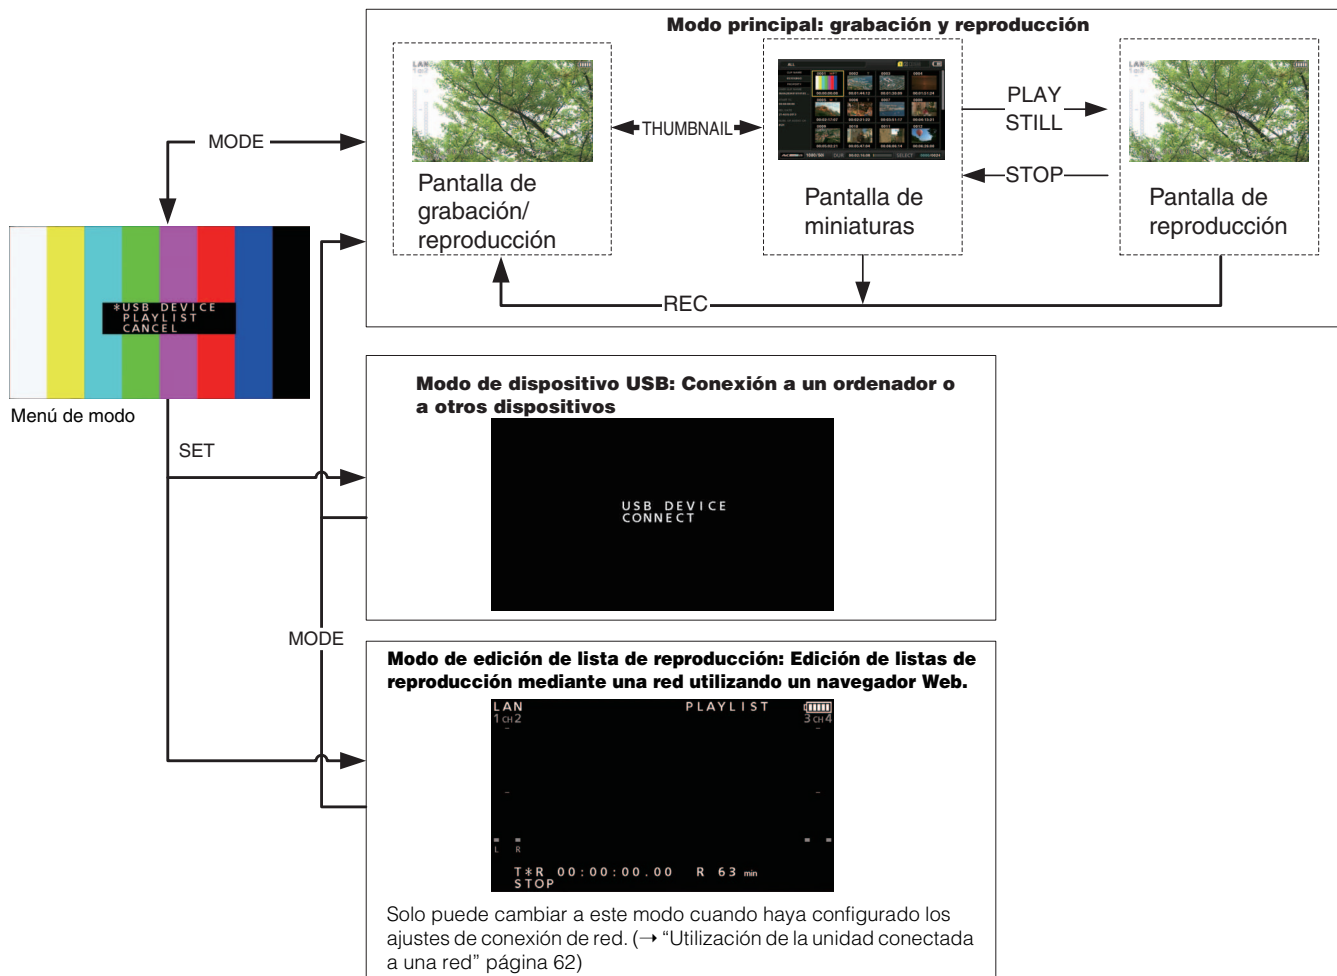 Modo principal: grabación y reproducción
LAN
MODE
THUMBNAIL
PLAY
STILL
STOP
Pantalla de
grabación/
reproducción
Pantalla de
miniaturas
Pantalla de
reproducción
REC
*USB DEVICE
PLAYLIST
CANCEL
Menú de modo
SET
Modo de dispositivo USB: Conexión a un ordenador o
a otros dispositivos
USB DEVICE
CONNECT
MODE
Modo de edición de lista de reproducción: Edición de listas de
reproducción mediante una red utilizando un navegador Web.
LAN PLAYLIST
1 CH 2 3 CH 4
L R
T*R 00:00:00.00 R 63 min
STOP
Solo puede cambiar a este modo cuando haya configurado los
ajustes de conexión de red. (→ “Utilización de la unidad conectada
a una red” página 62)